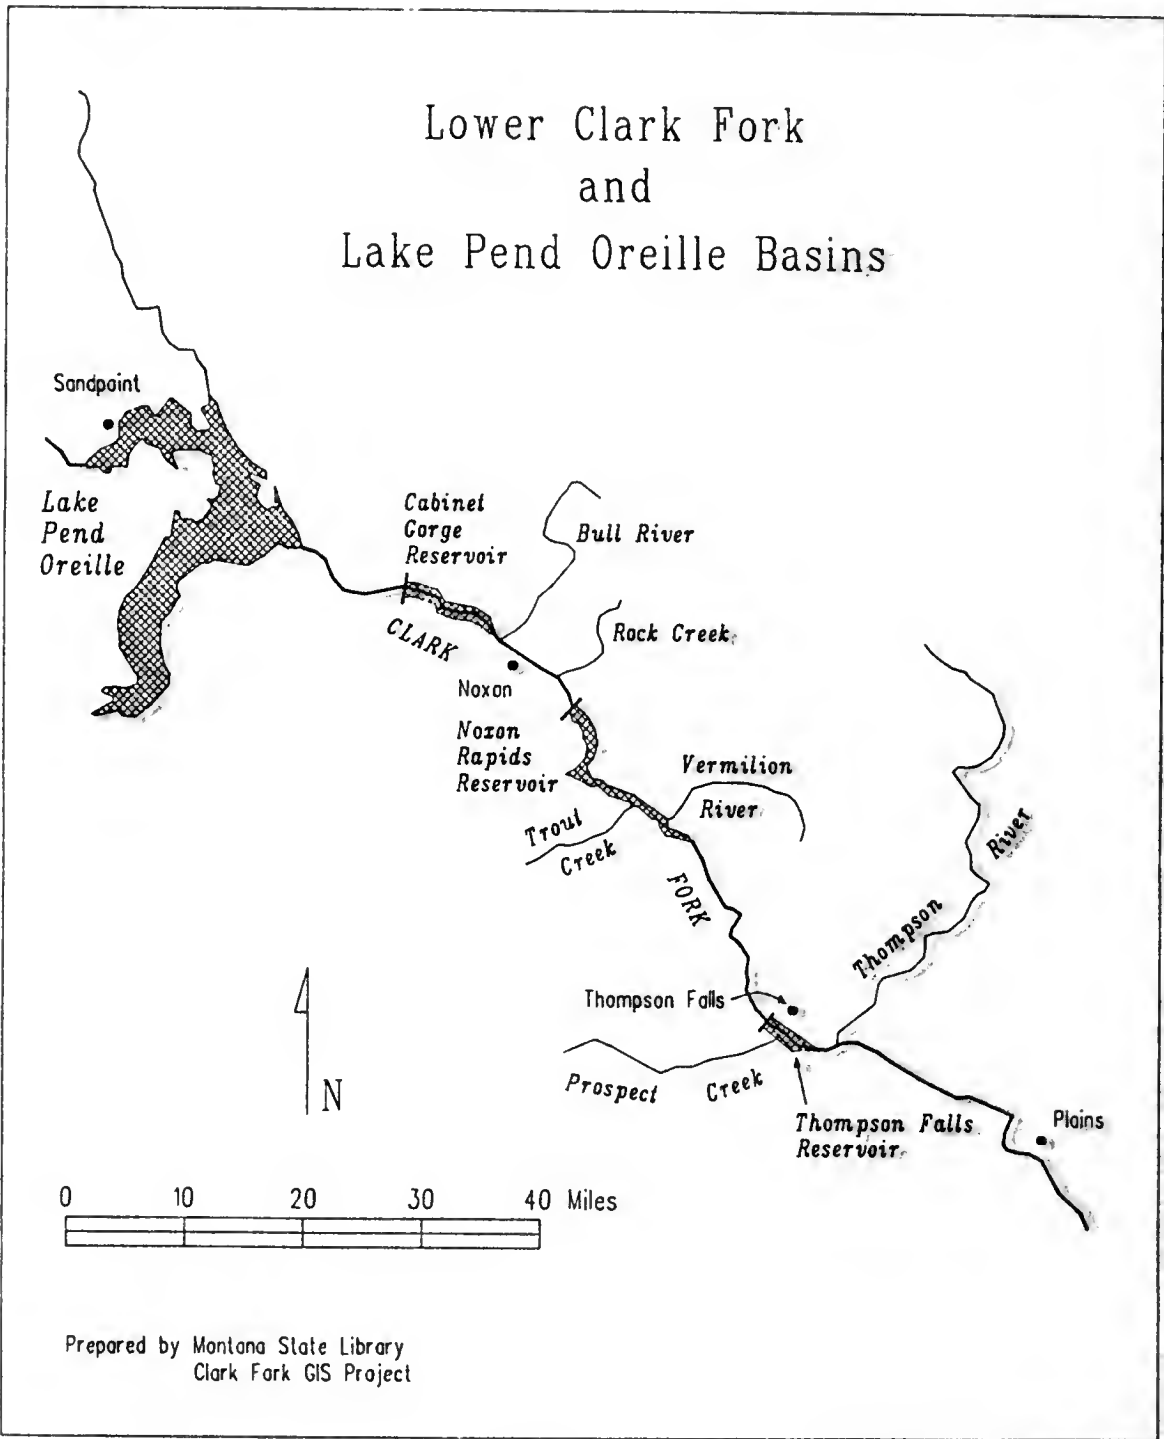 Lower Clark Fork
and
Lake Pend Oreille Basins
Sandpoint
Lake
Pend
Oreille
Cabinet
Gorge
Reservoir
Bull River
CLARK
Rock Creek
Noxon
Noxon
Rapids
Reservoir
Vermilion
River
Trout
Creek
FORK
Thompson River
Thompson Falls
Prospect Creek
Thompson Falls
Reservoir
Plains
N
0 10 20 30 40 Miles
Prepared by Montana State Library
Clark Fork GIS Project